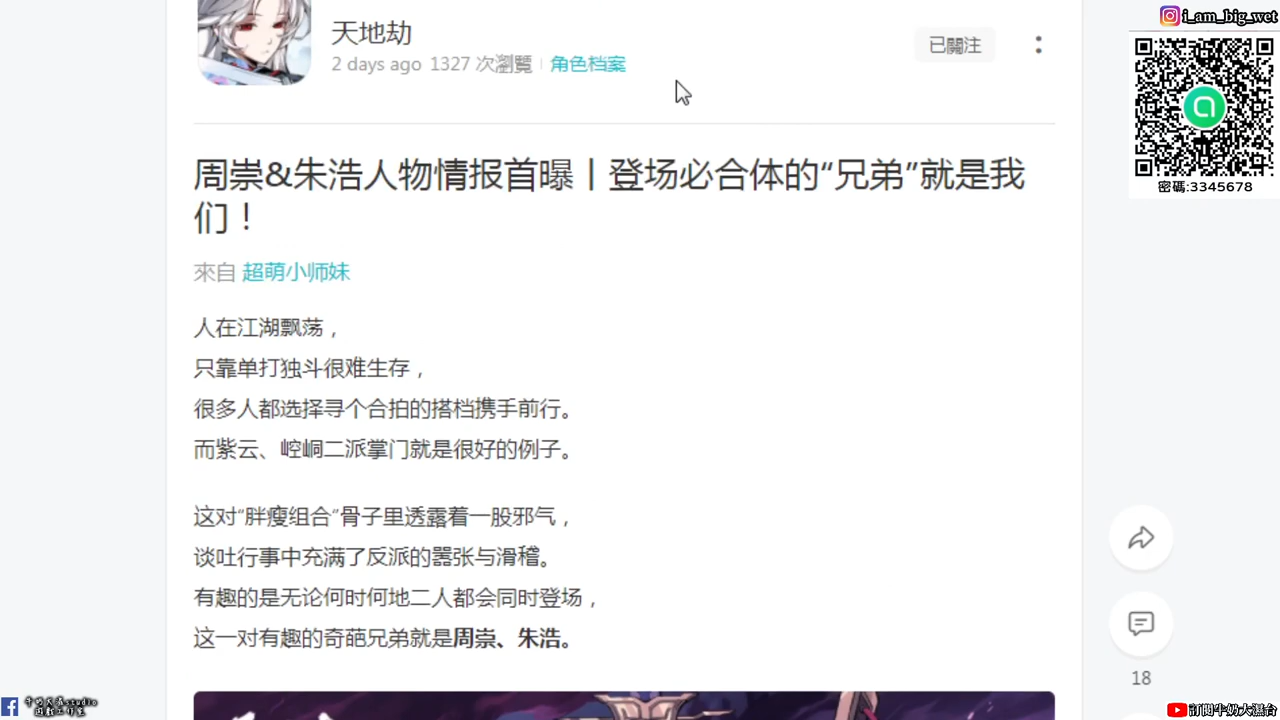 天地劫
2 days ago 1327 次瀏覽 角色档案
已關注
i_am_big_wet
密碼:3345678
周崇&朱浩人物情报首曝丨登场必合体的“兄弟”就是我
们！
來自 超萌小师妹
人在江湖飘荡，
只靠单打独斗很难生存，
很多人都选择寻个合拍的搭档携手前行。
而紫云、崆峒二派掌门就是很好的例子。
这对“胖瘦组合”骨子里透露着一股邪气，
谈吐行事中充满了反派的嚣张与滑稽。
有趣的是无论何时何地二人都会同时登场，
这一对有趣的奇葩兄弟就是周崇、朱浩。
18
訂閱牛奶大濕台